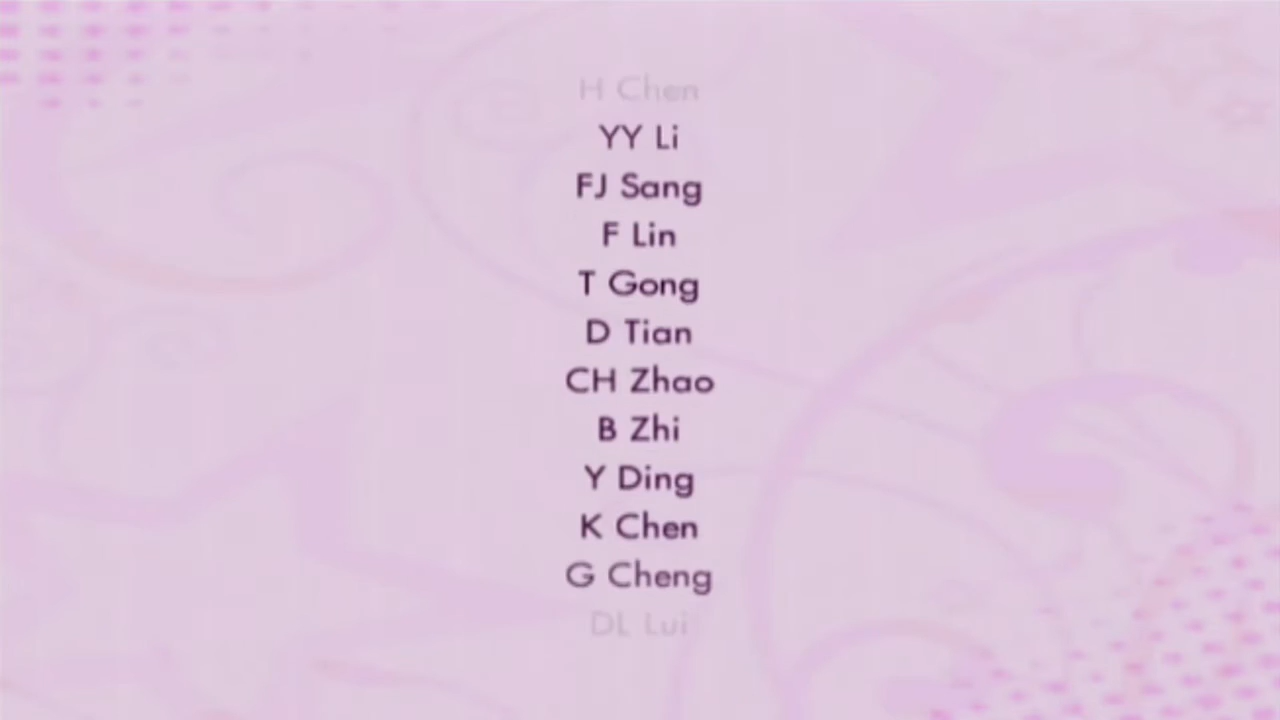 H Chen
YY Li
FJ Sang
F Lin
T Gong
D Tian
CH Zhao
B Zhi
Y Ding
K Chen
G Cheng
DL Lui